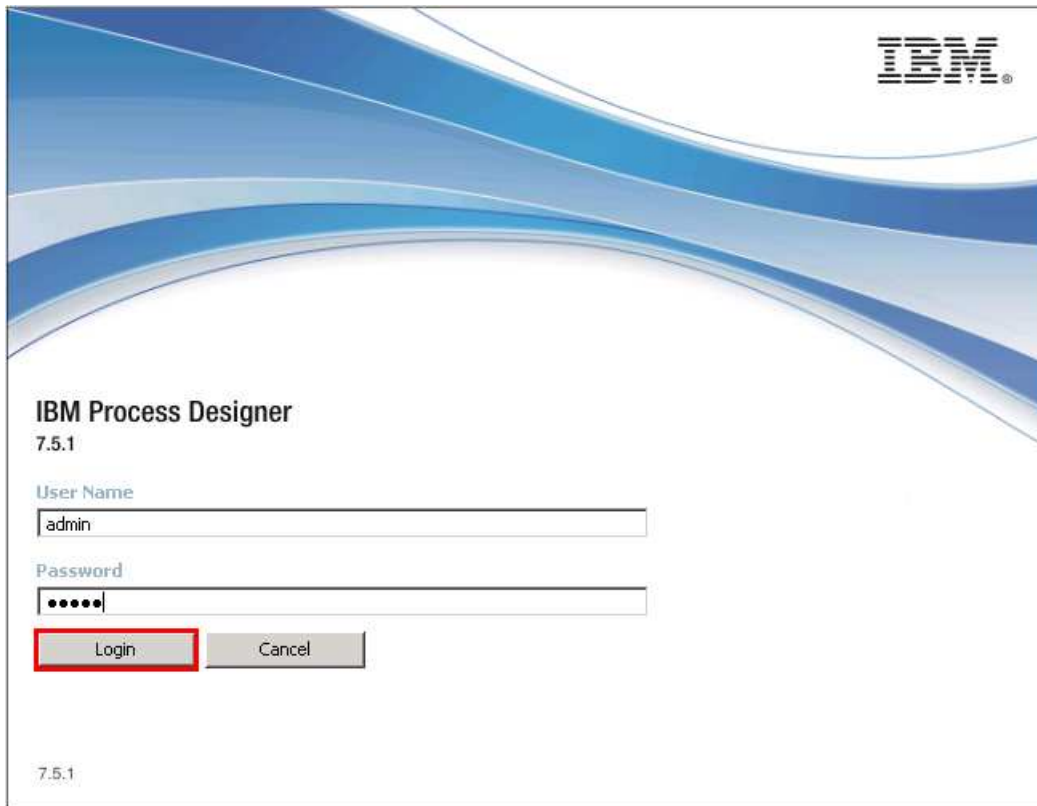 IBM®
IBM Process Designer
7.5.1
User Name
admin
Password
•••••
Login
Cancel
7.5.1